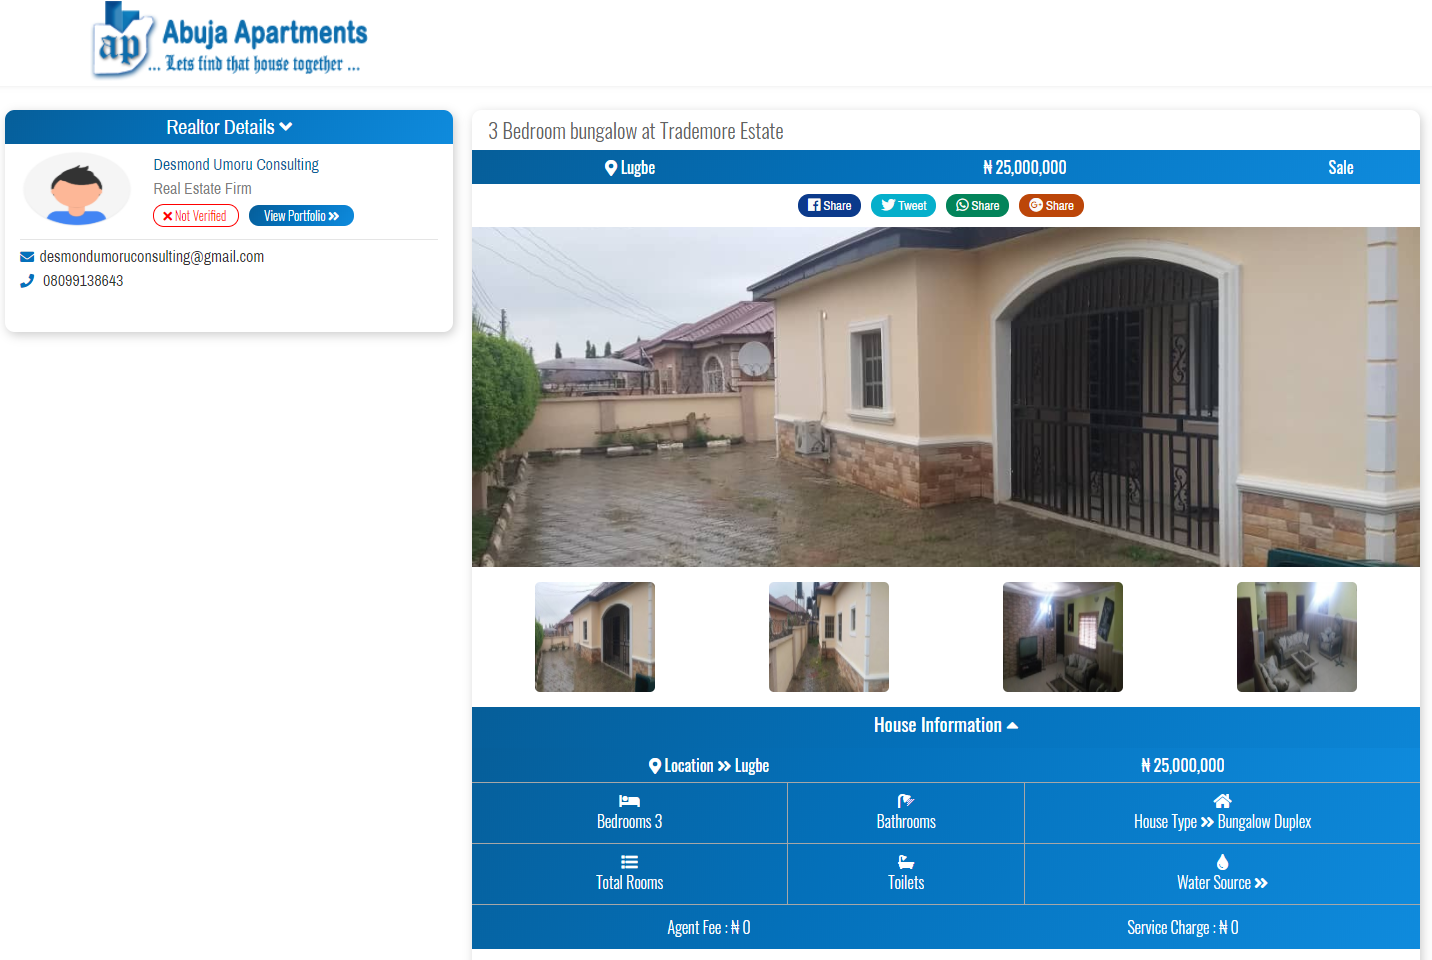 ap
Abuja Apartments
... Lets find that house together ...
Realtor Details
Desmond Umoru Consulting
Real Estate Firm
Not Verified
View Portfolio
desmondumoruconsulting@gmail.com
08099138643
3 Bedroom bungalow at Trademore Estate
Lugbe ₦ 25,000,000 Sale
Share Tweet Share Share
House Information
Location Lugbe ₦ 25,000,000
Bedrooms 3 Bathrooms House Type Bungalow Duplex
Total Rooms Toilets Water Source
Agent Fee : ₦ 0 Service Charge : ₦ 0